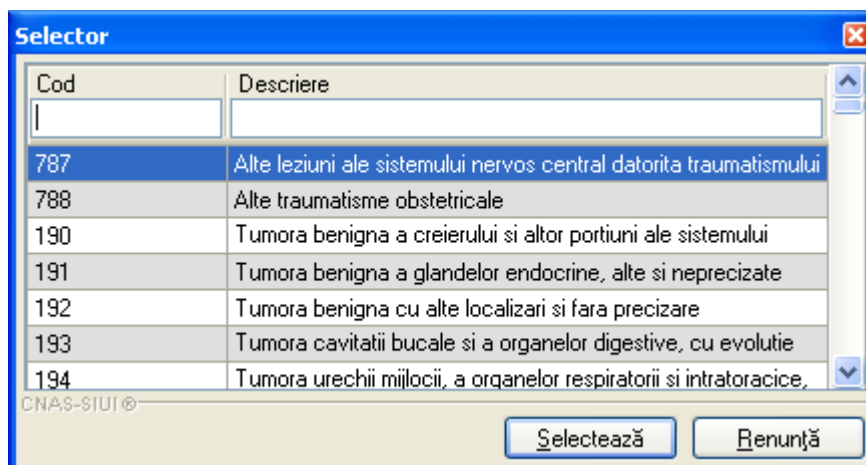 Selector
Cod Descriere
787 Alte leziuni ale sistemului nervos central datorita traumatismului
788 Alte traumatisme obstetricale
190 Tumora benigna a creierului si altor portiuni ale sistemului
191 Tumora benigna a glandelor endocrine, alte si neprecizate
192 Tumora benigna cu alte localizari si fara precizare
193 Tumora cavitatii bucale si a organelor digestive, cu evolutie
194 Tumora urechii mijlocii, a organelor respiratorii si intratoracice,
CNAS-SIUI ®
Selectează Renunţă